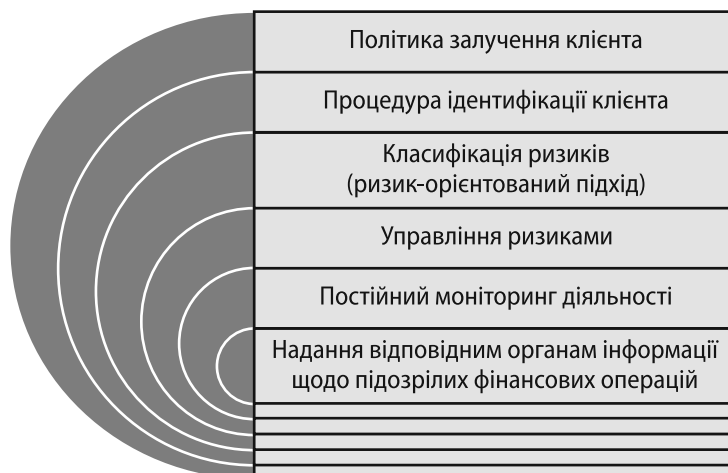 Політика залучення клієнта
Процедура ідентифікації клієнта
Класифікація ризиків
(ризик-орієнтований підхід)
Управління ризиками
Постійний моніторинг діяльності
Надання відповідним органам інформації
щодо підозрілих фінансових операцій